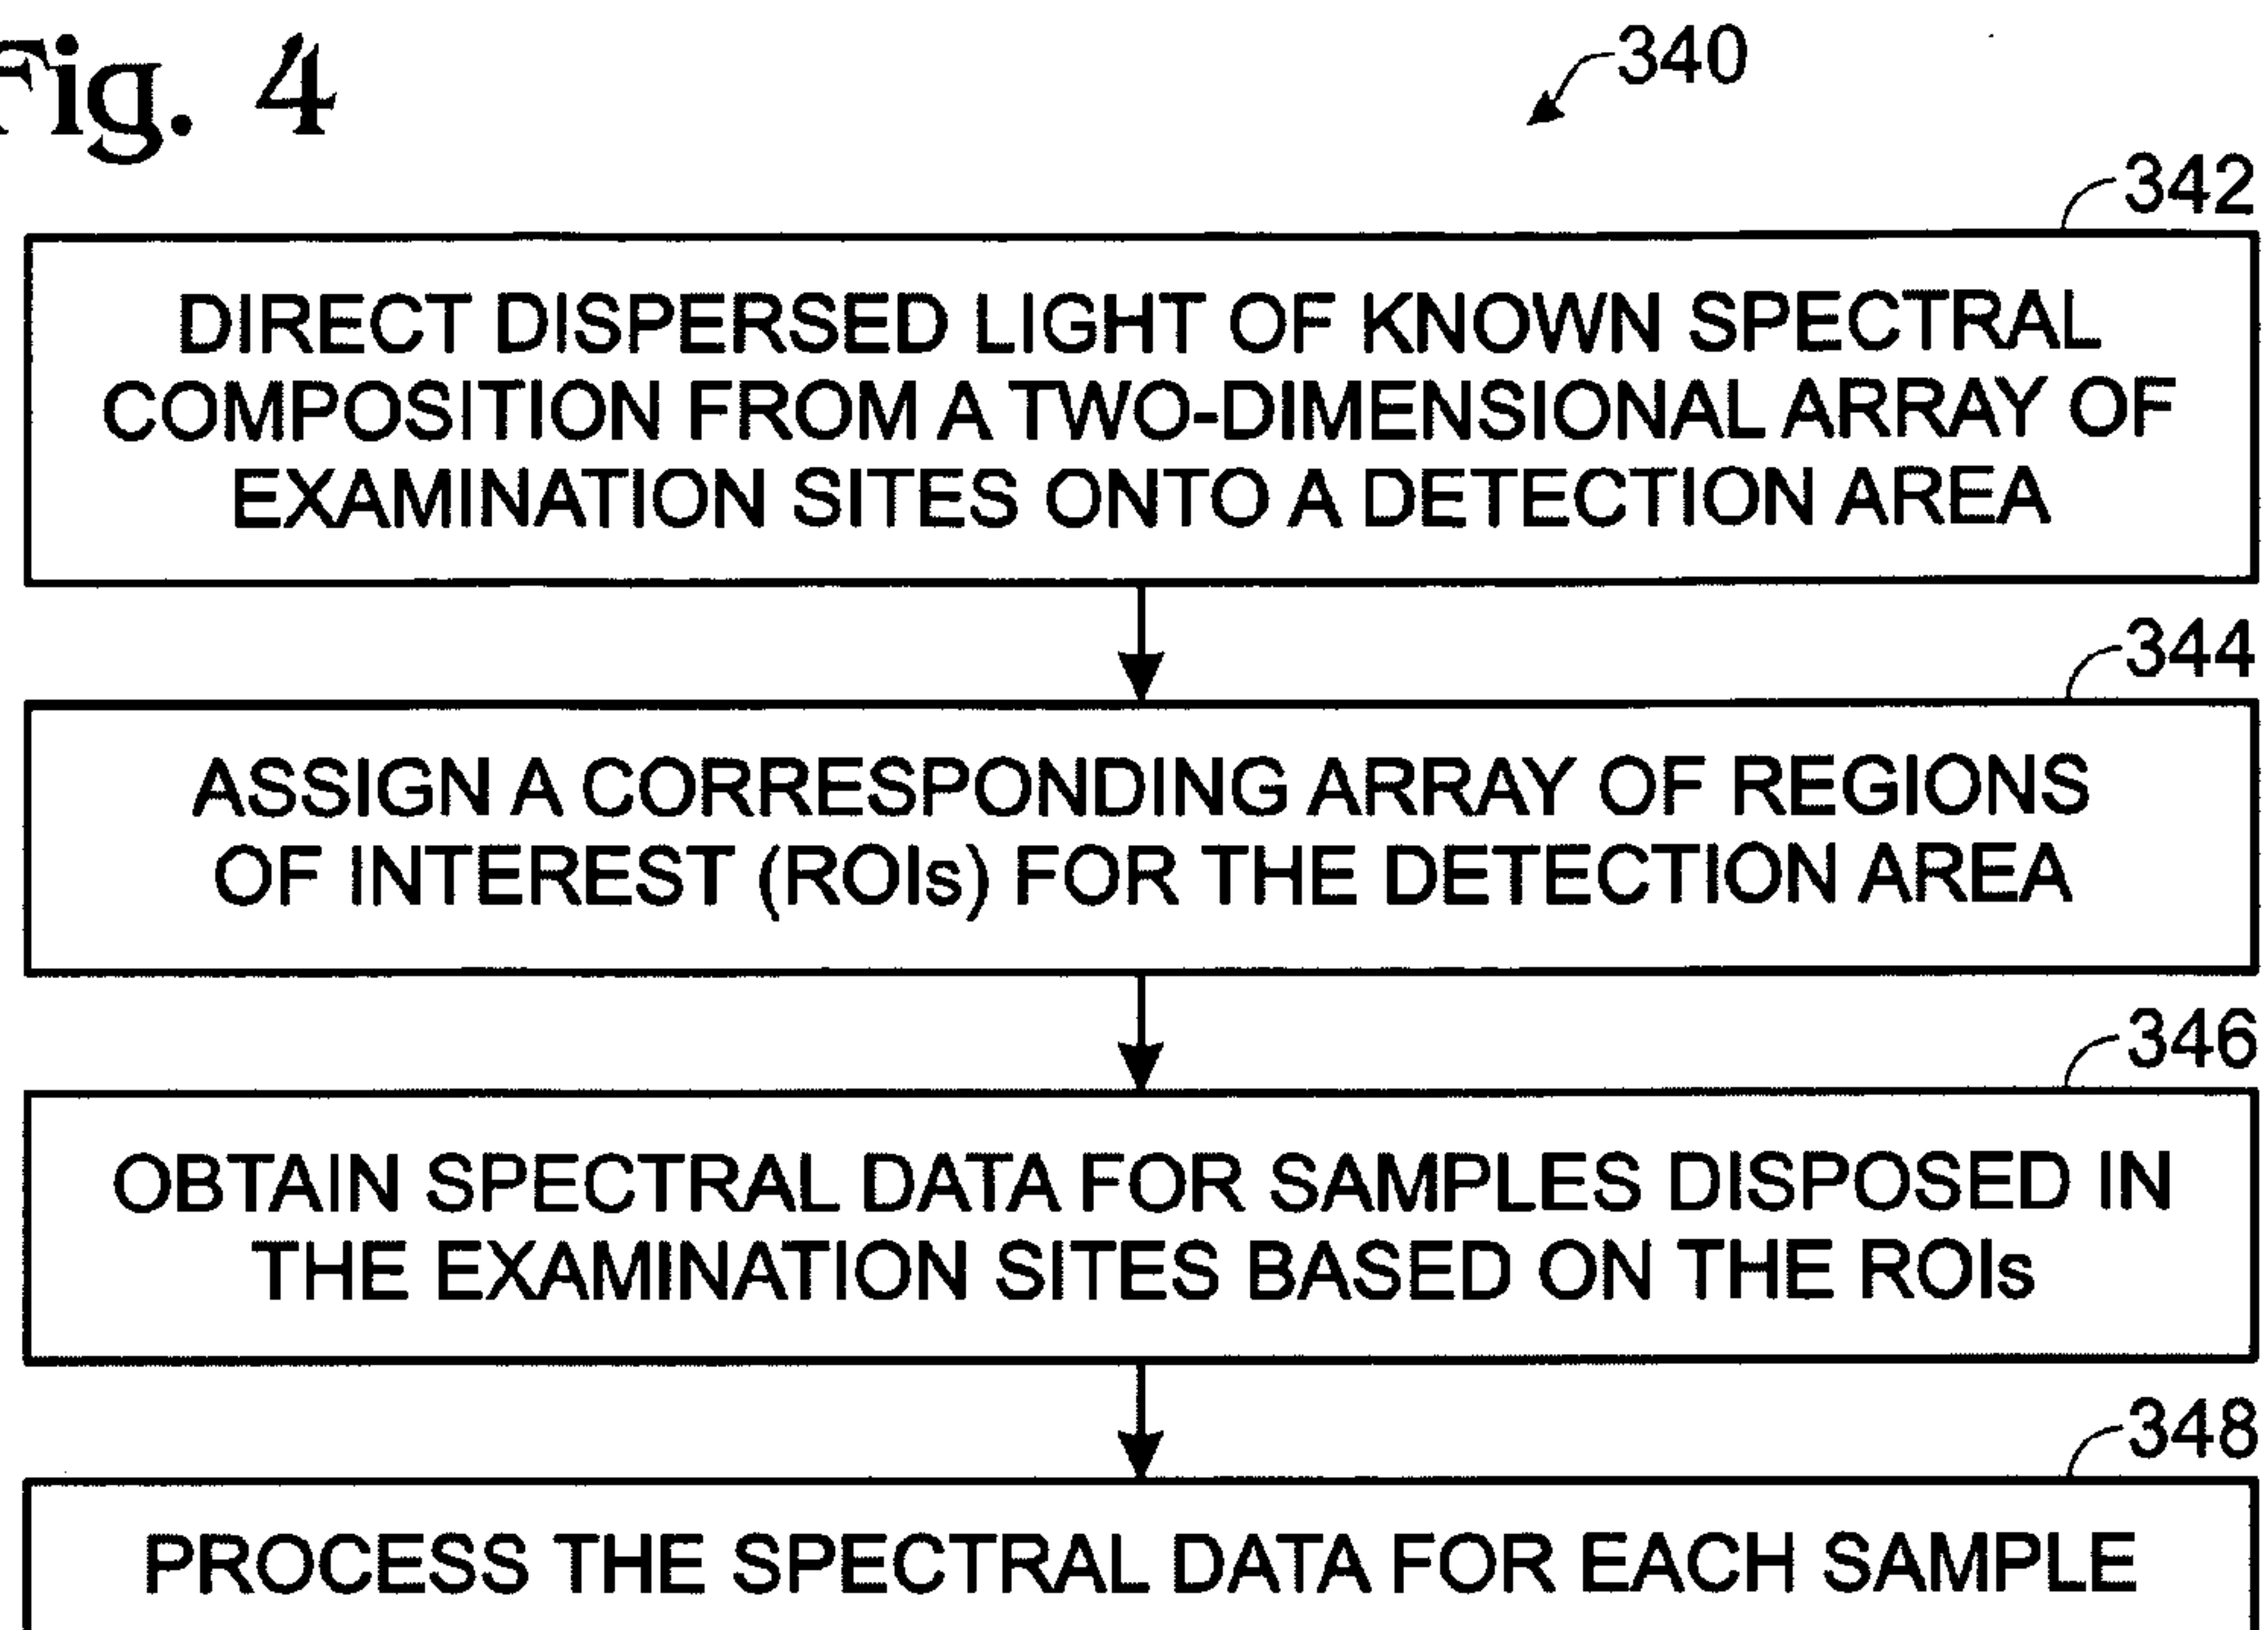 Fig. 4
340
342
DIRECT DISPERSED LIGHT OF KNOWN SPECTRAL
COMPOSITION FROM A TWO-DIMENSIONAL ARRAY OF
EXAMINATION SITES ONTO A DETECTION AREA
344
ASSIGN A CORRESPONDING ARRAY OF REGIONS
OF INTEREST (ROIs) FOR THE DETECTION AREA
346
OBTAIN SPECTRAL DATA FOR SAMPLES DISPOSED IN
THE EXAMINATION SITES BASED ON THE ROIs
348
PROCESS THE SPECTRAL DATA FOR EACH SAMPLE